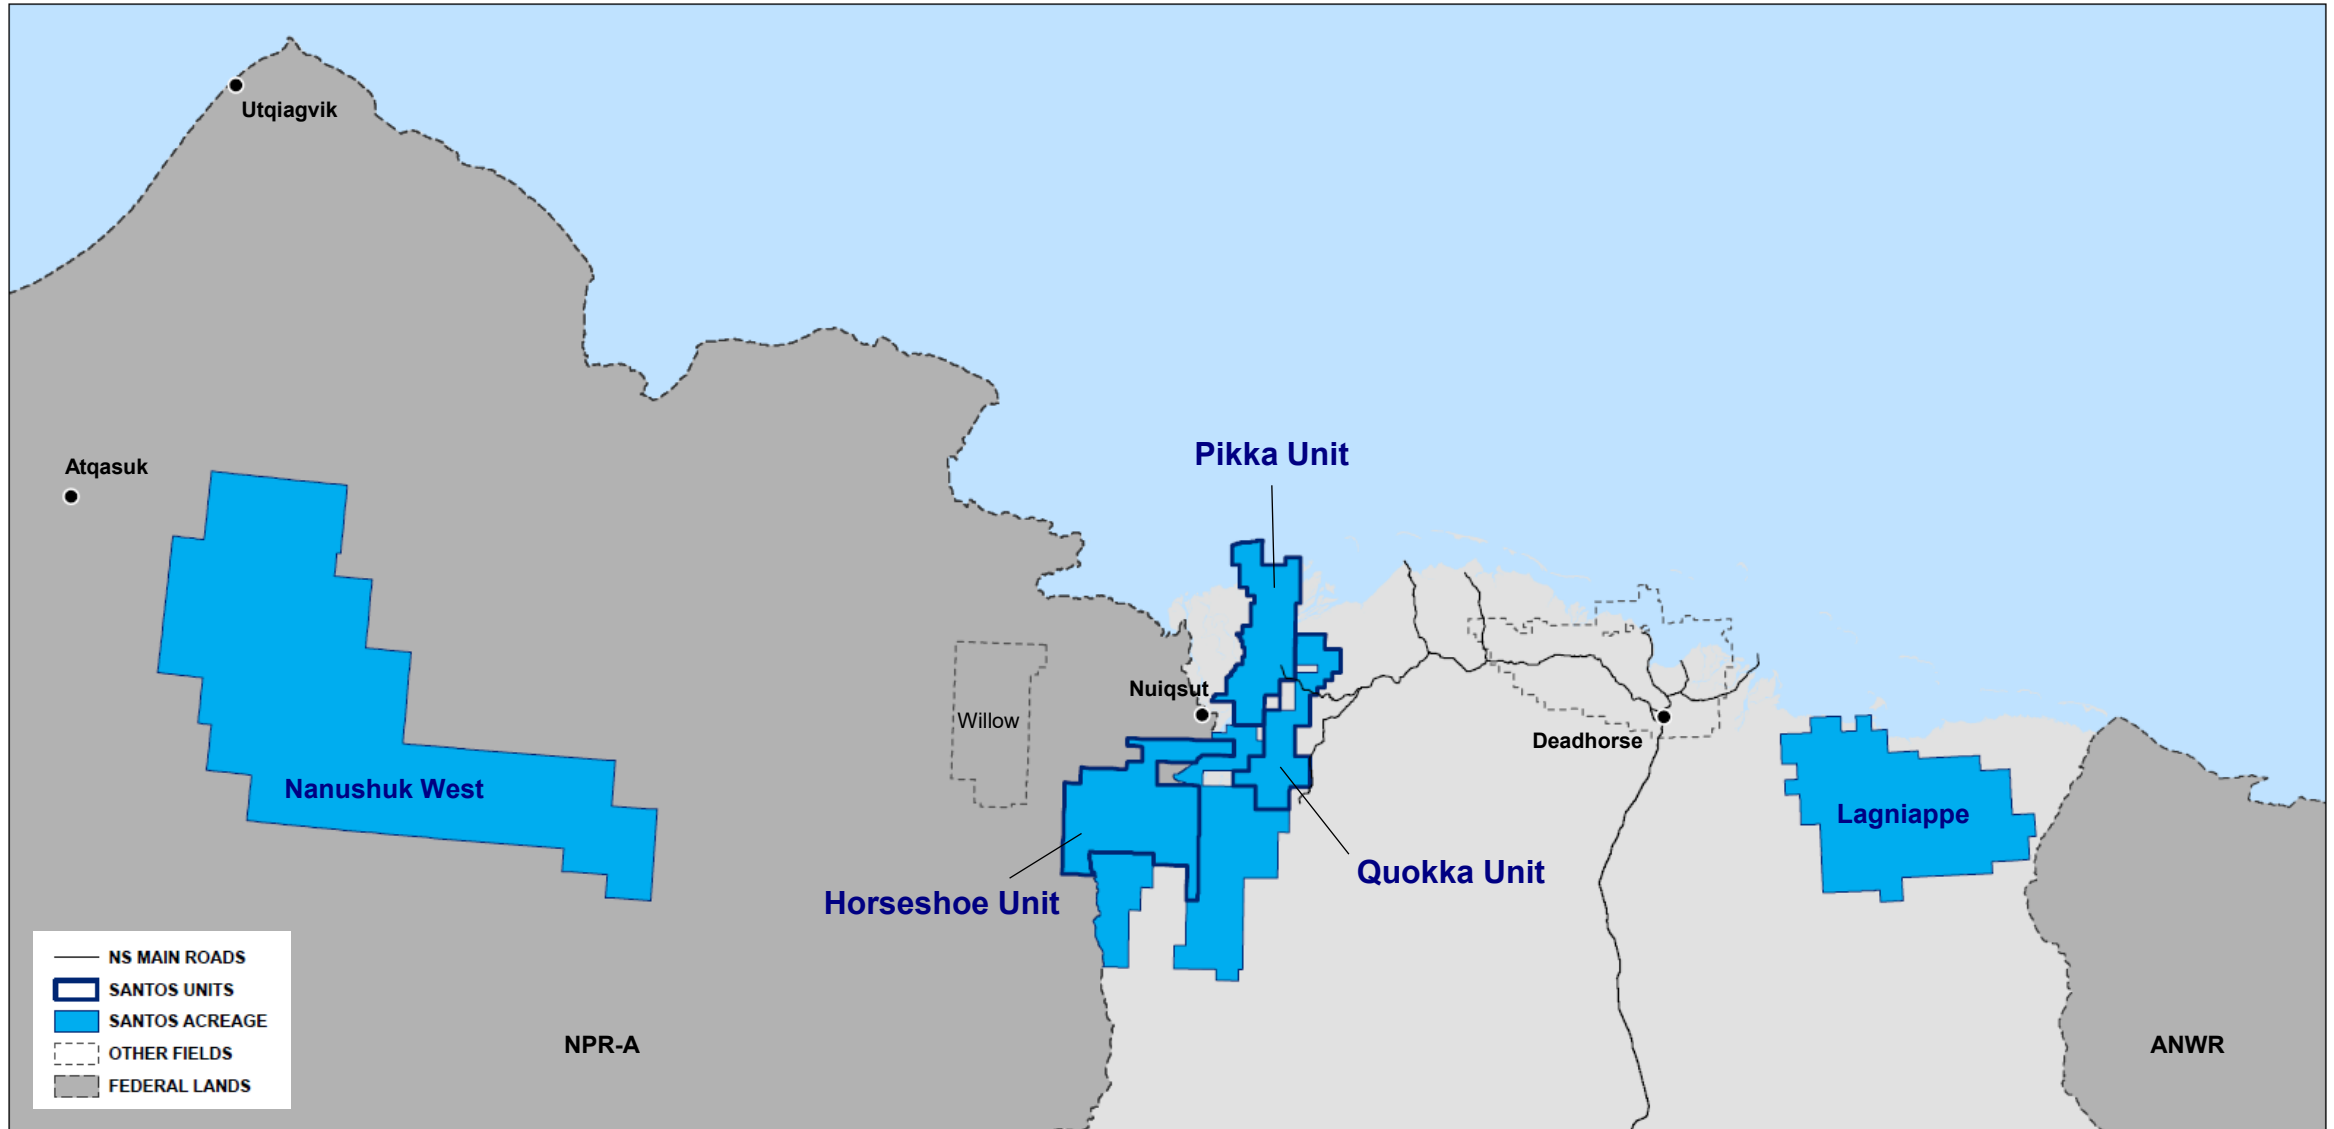 Utqiagvik
Atqasuk
Pikka Unit
Nuiqsut
Willow
Deadhorse
Nanushuk West
Lagniappe
Quokka Unit
Horseshoe Unit
NS MAIN ROADS
SANTOS UNITS
SANTOS ACREAGE
OTHER FIELDS
FEDERAL LANDS
NPR-A
ANWR